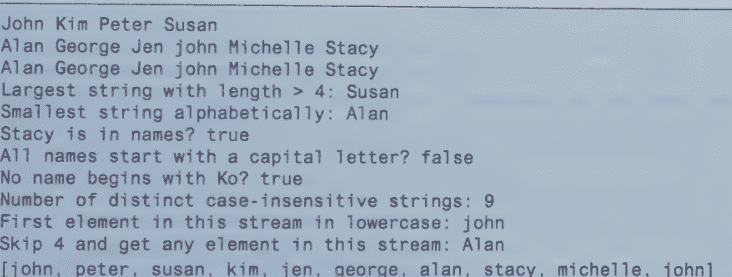 John Kim Peter Susan
Alan George Jen john Michelle Stacy
Alan George Jen john Michelle Stacy
Largest string with length > 4: Susan
Smallest string alphabetically: Alan
Stacy is in names? true
All names start with a capital letter? false
No name begins with Ko? true
Number of distinct case-insensitive strings: 9
First element in this stream in lowercase: john
Skip 4 and get any element in this stream: Alan
[john, peter, susan, kim, jen, george, alan, stacy, michelle, john]